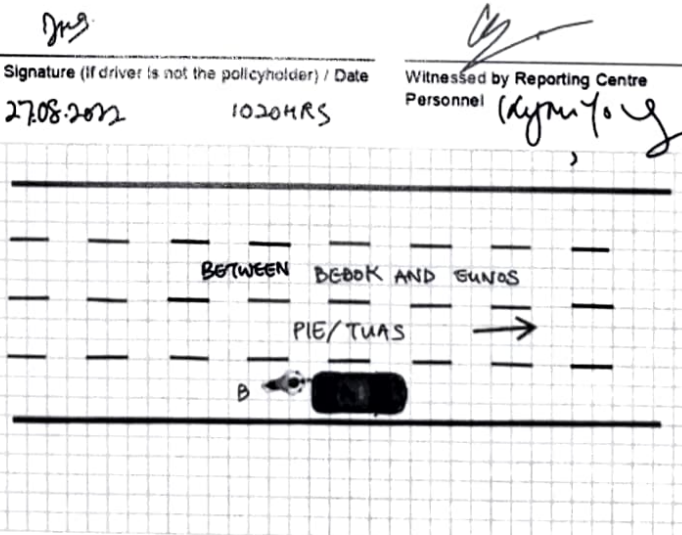 Signature (If driver is not the policyholder) / Date
Witnessed by Reporting Centre
Personnel
27.08.2022 1020HRS
BETWEEN BEDOK AND EUNOS
PIE/TUAS
B